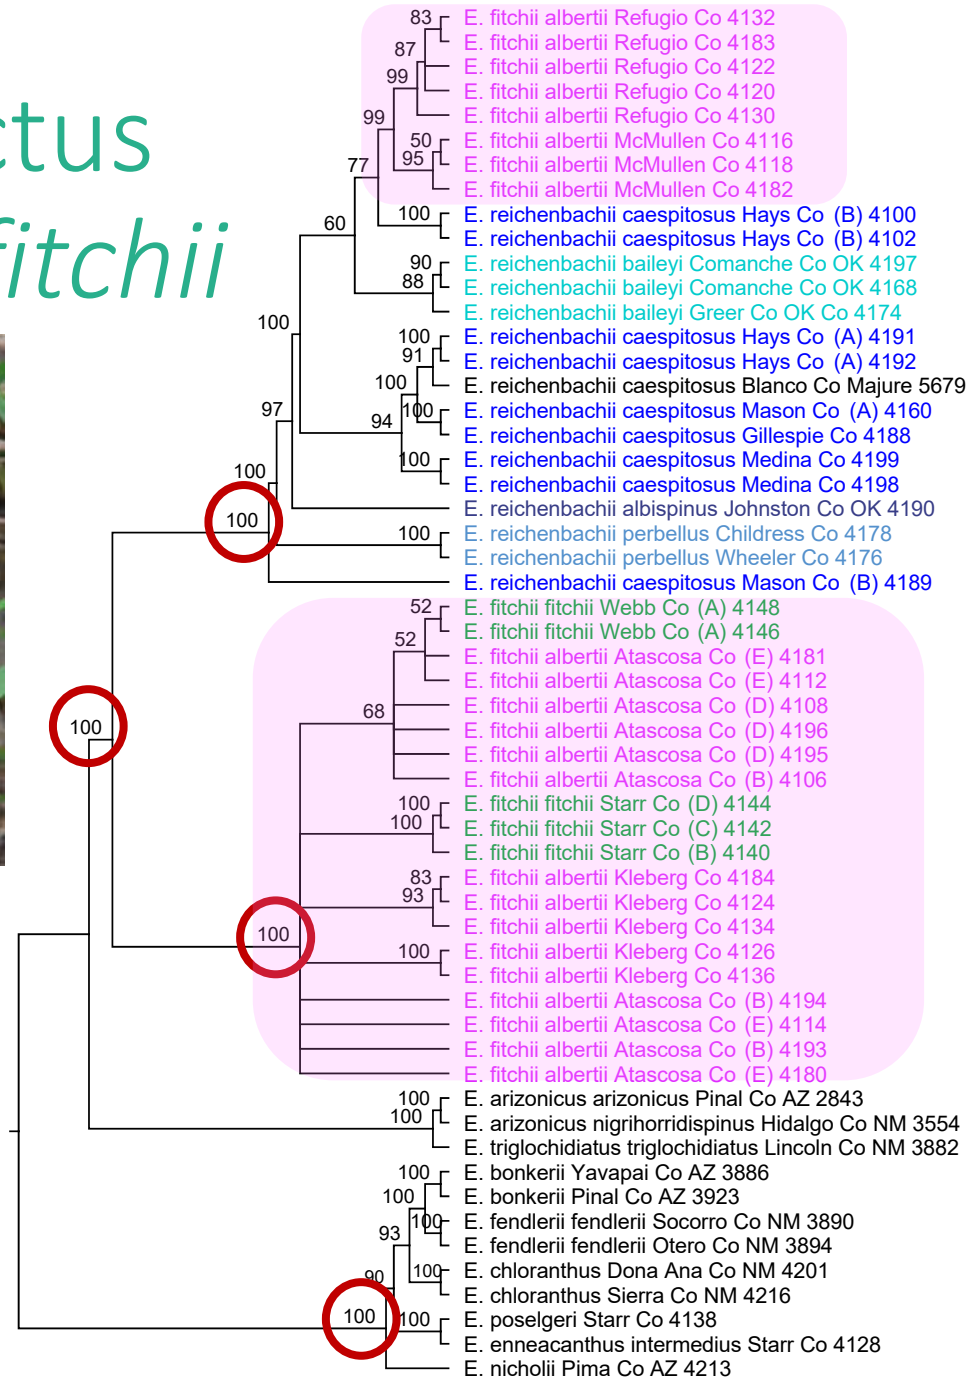 ctus
fitchii
83
E. fitchii albertii Refugio Co 4132
E. fitchii albertii Refugio Co 4183
87
E. fitchii albertii Refugio Co 4122
99
E. fitchii albertii Refugio Co 4120
E. fitchii albertii Refugio Co 4130
99
50
E. fitchii albertii McMullen Co 4116
95
E. fitchii albertii McMullen Co 4118
77
E. fitchii albertii McMullen Co 4182
60
100
E. reichenbachii caespitosus Hays Co (B) 4100
E. reichenbachii caespitosus Hays Co (B) 4102
90
E. reichenbachii baileyi Comanche Co OK 4197
88
E. reichenbachii baileyi Comanche Co OK 4168
E. reichenbachii baileyi Greer Co OK Co 4174
100
100
E. reichenbachii caespitosus Hays Co (A) 4191
91
E. reichenbachii caespitosus Hays Co (A) 4192
100
E. reichenbachii caespitosus Blanco Co Majure 5679
97
94
100
E. reichenbachii caespitosus Mason Co (A) 4160
E. reichenbachii caespitosus Gillespie Co 4188
100
100
E. reichenbachii caespitosus Medina Co 4199
E. reichenbachii caespitosus Medina Co 4198
E. reichenbachii albispinus Johnston Co OK 4190
100
100
E. reichenbachii perbellus Childress Co 4178
E. reichenbachii perbellus Wheeler Co 4176
E. reichenbachii caespitosus Mason Co (B) 4189
52
E. fitchii fitchii Webb Co (A) 4148
E. fitchii fitchii Webb Co (A) 4146
52
E. fitchii albertii Atascosa Co (E) 4181
E. fitchii albertii Atascosa Co (E) 4112
68
E. fitchii albertii Atascosa Co (D) 4108
100
E. fitchii albertii Atascosa Co (D) 4196
E. fitchii albertii Atascosa Co (D) 4195
E. fitchii albertii Atascosa Co (B) 4106
100
E. fitchii fitchii Starr Co (D) 4144
100
E. fitchii fitchii Starr Co (C) 4142
E. fitchii fitchii Starr Co (B) 4140
83
E. fitchii albertii Kleberg Co 4184
93
E. fitchii albertii Kleberg Co 4124
100
E. fitchii albertii Kleberg Co 4134
100
E. fitchii albertii Kleberg Co 4126
E. fitchii albertii Kleberg Co 4136
E. fitchii albertii Atascosa Co (B) 4194
E. fitchii albertii Atascosa Co (E) 4114
E. fitchii albertii Atascosa Co (B) 4193
E. fitchii albertii Atascosa Co (E) 4180
100
E. arizonicus arizonicus Pinal Co AZ 2843
100
E. arizonicus nigrihorridispinus Hidalgo Co NM 3554
E. triglochidiatus triglochidiatus Lincoln Co NM 3882
100
E. bonkerii Yavapai Co AZ 3886
100
E. bonkerii Pinal Co AZ 3923
93
100
E. fendlerii fendlerii Socorro Co NM 3890
E. fendlerii fendlerii Otero Co NM 3894
90
100
E. chloranthus Dona Ana Co NM 4201
E. chloranthus Sierra Co NM 4216
100
100
E. poselgeri Starr Co 4138
E. enneacanthus intermedius Starr Co 4128
E. nicholii Pima Co AZ 4213